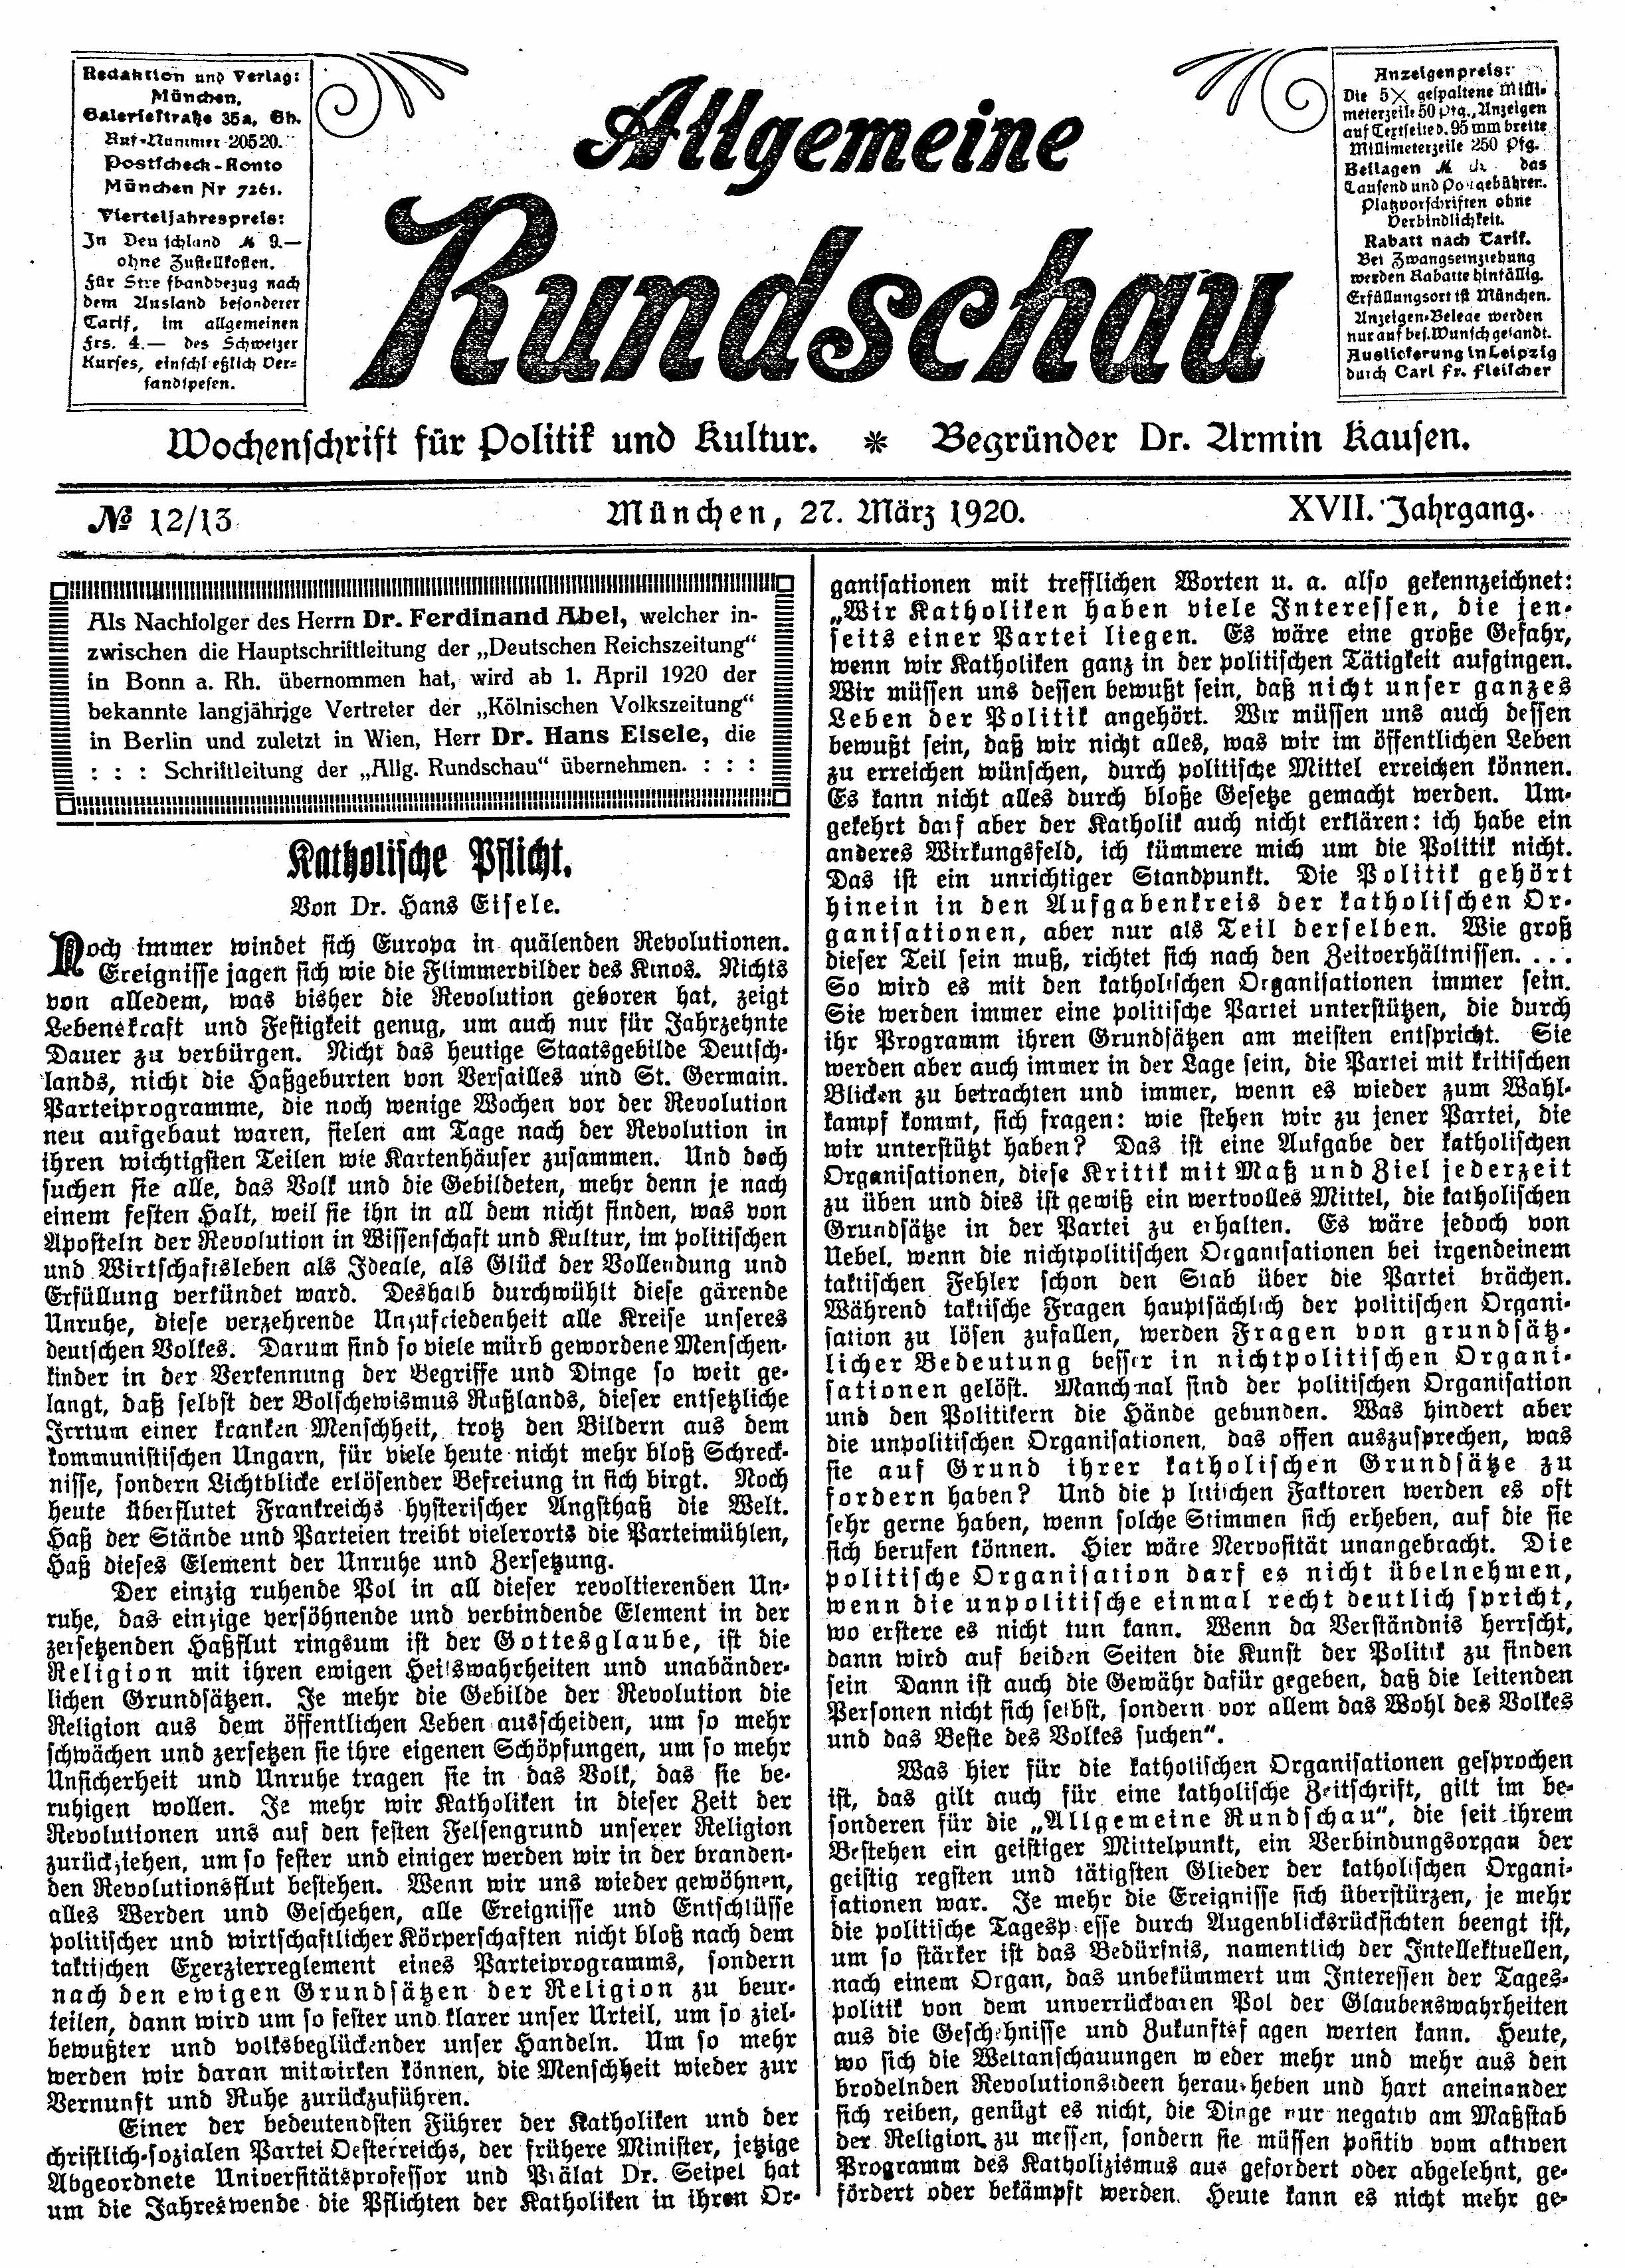 Redaktion und Verlag:
München,
Galeriestraße 35a, Gh.
Ruf-Nummer 20520.
Postscheck-Konto
München Nr 7261.
Vierteljahrespreis:
In Deutschland M 9.—
ohne Zustellkosten.
Für Streifbandbezug nach
dem Ausland besonderer
Tarif, im allgemeinen
Frs. 4.— des Schweizer
Kurses, einschließlich Ver-
sandspesen.
Allgemeine
Rundschau
Anzeigenpreis:
Die 5× gespaltene Milli-
meterzeile 50 Pfg., Anzeigen
auf Textseite d. 95 mm breite
Millimeterzeile 250 Pfg.
Beilagen M das
Tausend und Postgebühren.
Platzvorschriften ohne
Verbindlichkeit.
Rabatt nach Tarif.
Bei Zwangseinziehung
werden Rabatte hinfällig.
Erfüllungsort ist München.
Anzeigen-Belege werden
nur auf bes. Wunsch gesandt.
Auslieferung in Leipzig
durch Carl Fr. Fleischer
Wochenschrift für Politik und Kultur. ❊ Begründer Dr. Armin Kausen.
№ 12/13 München, 27. März 1920. XVII. Jahrgang.
Als Nachfolger des Herrn Dr. Ferdinand Abel, welcher in-
zwischen die Hauptschriftleitung der „Deutschen Reichszeitung“
in Bonn a. Rh. übernommen hat, wird ab 1. April 1920 der
bekannte langjährige Vertreter der „Kölnischen Volkszeitung“
in Berlin und zuletzt in Wien, Herr Dr. Hans Eisele, die
: : : Schriftleitung der „Allg. Rundschau“ übernehmen. : : :
Katholische Pflicht.
Von Dr. Hans Eisele.
Noch immer windet sich Europa in quälenden Revolutionen.
Ereignisse jagen sich wie die Flimmerbilder des Kinos. Nichts
von alledem, was bisher die Revolution geboren hat, zeigt
Lebenskraft und Festigkeit genug, um auch nur für Jahrzehnte
Dauer zu verbürgen. Nicht das heutige Staatsgebilde Deutsch-
lands, nicht die Haßgeburten von Versailles und St. Germain.
Parteiprogramme, die noch wenige Wochen vor der Revolution
neu aufgebaut waren, fielen am Tage nach der Revolution in
ihren wichtigsten Teilen wie Kartenhäuser zusammen. Und doch
suchen sie alle, das Volk und die Gebildeten, mehr denn je nach
einem festen Halt, weil sie ihn in all dem nicht finden, was von
Aposteln der Revolution in Wissenschaft und Kultur, im politischen
und Wirtschaftsleben als Ideale, als Glück der Vollendung und
Erfüllung verkündet ward. Deshalb durchwühlt diese gärende
Unruhe, diese verzehrende Unzufriedenheit alle Kreise unseres
deutschen Volkes. Darum sind so viele mürb gewordene Menschen-
kinder in der Verkennung der Begriffe und Dinge so weit ge-
langt, daß selbst der Bolschewismus Rußlands, dieser entsetzliche
Irrtum einer kranken Menschheit, trotz den Bildern aus dem
kommunistischen Ungarn, für viele heute nicht mehr bloß Schreck-
nisse, sondern Lichtblicke erlösender Befreiung in sich birgt. Noch
heute überflutet Frankreichs hysterischer Angsthaß die Welt.
Haß der Stände und Parteien treibt vielerorts die Parteimühlen,
Haß dieses Element der Unruhe und Zersetzung.
Der einzig ruhende Pol in all dieser revoltierenden Un-
ruhe, das einzige versöhnende und verbindende Element in der
zersetzenden Haßflut ringsum ist der Gottesglaube, ist die
Religion mit ihren ewigen Heilswahrheiten und unabänder-
lichen Grundsätzen. Je mehr die Gebilde der Revolution die
Religion aus dem öffentlichen Leben ausscheiden, um so mehr
schwächen und zersetzen sie ihre eigenen Schöpfungen, um so mehr
Unsicherheit und Unruhe tragen sie in das Volk, das sie be-
ruhigen wollen. Je mehr wir Katholiken in dieser Zeit der
Revolutionen uns auf den festen Felsengrund unserer Religion
zurückziehen, um so fester und einiger werden wir in der branden-
den Revolutionsflut bestehen. Wenn wir uns wieder gewöhnen,
alles Werden und Geschehen, alle Ereignisse und Entschlüsse
politischer und wirtschaftlicher Körperschaften nicht bloß nach dem
taktischen Exerzierreglement eines Parteiprogramms, sondern
nach den ewigen Grundsätzen der Religion zu beur-
teilen, dann wird um so fester und klarer unser Urteil, um so ziel-
bewußter und volksbeglückender unser Handeln. Um so mehr
werden wir daran mitwirken können, die Menschheit wieder zur
Vernunft und Ruhe zurückzuführen.
Einer der bedeutendsten Führer der Katholiken und der
christlich-sozialen Partei Oesterreichs, der frühere Minister, jetzige
Abgeordnete Universitätsprofessor und Prälat Dr. Seipel hat
um die Jahreswende die Pflichten der Katholiken in ihren Or-
ganisationen mit trefflichen Worten u. a. also gekennzeichnet:
„Wir Katholiken haben viele Interessen, die jen-
seits einer Partei liegen. Es wäre eine große Gefahr,
wenn wir Katholiken ganz in der politischen Tätigkeit aufgingen.
Wir müssen uns dessen bewußt sein, daß nicht unser ganzes
Leben der Politik angehört. Wir müssen uns auch dessen
bewußt sein, daß wir nicht alles, was wir im öffentlichen Leben
zu erreichen wünschen, durch politische Mittel erreichen können.
Es kann nicht alles durch bloße Gesetze gemacht werden. Um-
gekehrt darf aber der Katholik auch nicht erklären: ich habe ein
anderes Wirkungsfeld, ich kümmere mich um die Politik nicht.
Das ist ein unrichtiger Standpunkt. Die Politik gehört
hinein in den Aufgabenkreis der katholischen Or-
ganisationen, aber nur als Teil derselben. Wie groß
dieser Teil sein muß, richtet sich nach den Zeitverhältnissen. . . .
So wird es mit den katholischen Organisationen immer sein.
Sie werden immer eine politische Partei unterstützen, die durch
ihr Programm ihren Grundsätzen am meisten entspricht. Sie
werden aber auch immer in der Lage sein, die Partei mit kritischen
Blicken zu betrachten und immer, wenn es wieder zum Wahl-
kampf kommt, sich fragen: wie stehen wir zu jener Partei, die
wir unterstützt haben? Das ist eine Aufgabe der katholischen
Organisationen, diese Kritik mit Maß und Ziel jederzeit
zu üben und dies ist gewiß ein wertvolles Mittel, die katholischen
Grundsätze in der Partei zu erhalten. Es wäre jedoch von
Uebel, wenn die nichtpolitischen Organisationen bei irgendeinem
taktischen Fehler schon den Stab über die Partei brächen.
Während taktische Fragen hauptsächlich der politischen Organi-
sation zu lösen zufallen, werden Fragen von grundsätz-
licher Bedeutung besser in nichtpolitischen Organi-
sationen gelöst. Manchmal sind der politischen Organisation
und den Politikern die Hände gebunden. Was hindert aber
die unpolitischen Organisationen, das offen auszusprechen, was
sie auf Grund ihrer katholischen Grundsätze zu
fordern haben? Und die politischen Faktoren werden es oft
sehr gerne haben, wenn solche Stimmen sich erheben, auf die sie
sich berufen können. Hier wäre Nervosität unangebracht. Die
politische Organisation darf es nicht übelnehmen,
wenn die unpolitische einmal recht deutlich spricht,
wo erstere es nicht tun kann. Wenn da Verständnis herrscht,
dann wird auf beiden Seiten die Kunst der Politik zu finden
sein. Dann ist auch die Gewähr dafür gegeben, daß die leitenden
Personen nicht sich selbst, sondern vor allem das Wohl des Volkes
und das Beste des Volkes suchen“.
Was hier für die katholischen Organisationen gesprochen
ist, das gilt auch für eine katholische Zeitschrift, gilt im be-
sonderen für die „Allgemeine Rundschau“, die seit ihrem
Bestehen ein geistiger Mittelpunkt, ein Verbindungsorgan der
geistig regsten und tätigsten Glieder der katholischen Organi-
sationen war. Je mehr die Ereignisse sich überstürzen, je mehr
die politische Tagespresse durch Augenblicksrücksichten beengt ist,
um so stärker ist das Bedürfnis, namentlich der Intellektuellen,
nach einem Organ, das unbekümmert um Interessen der Tages-
politik von dem unverrückbaren Pol der Glaubenswahrheiten
aus die Geschehnisse und Zukunftsfragen werten kann. Heute,
wo sich die Weltanschauungen wieder mehr und mehr aus den
brodelnden Revolutionsideen herausheben und hart aneinander
sich reiben, genügt es nicht, die Dinge nur negativ am Maßstab
der Religion zu messen, sondern sie müssen positiv vom aktiven
Programm des Katholizismus aus gefordert oder abgelehnt, ge-
fördert oder bekämpft werden. Heute kann es nicht mehr ge-